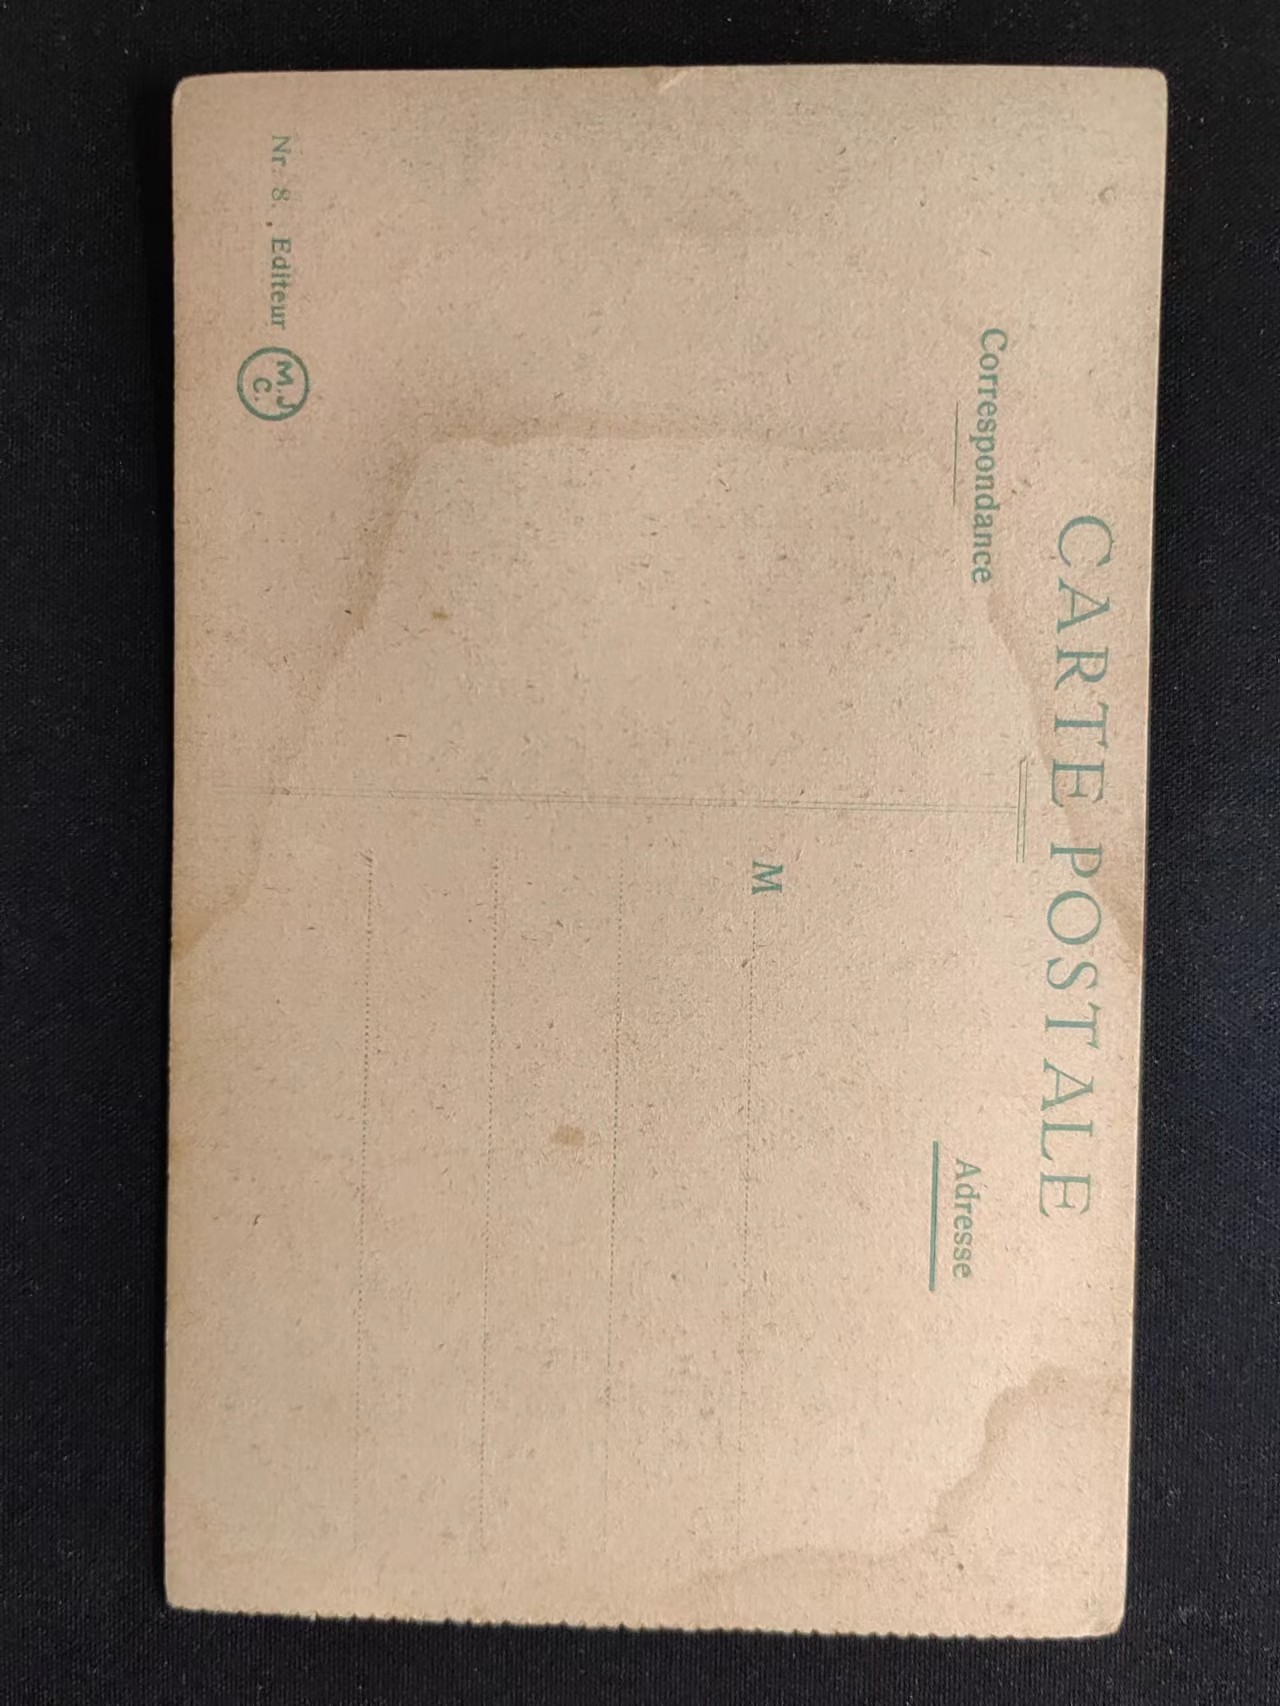 CARTE POSTALE
Correspondance
Adresse
M
Nr. 8., Editeur M.J.C.